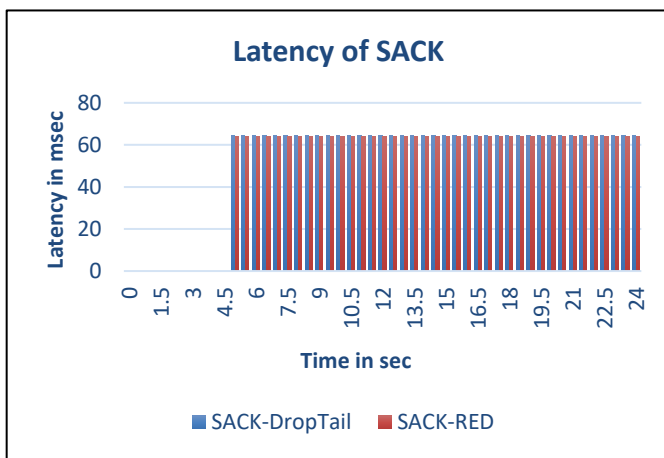 Latency of SACK
Latency in msec
80
60
40
20
0
0 1.5 3 4.5 6 7.5 9 10.5 12 13.5 15 16.5 18 19.5 21 22.5 24
Time in sec
SACK-DropTail SACK-RED